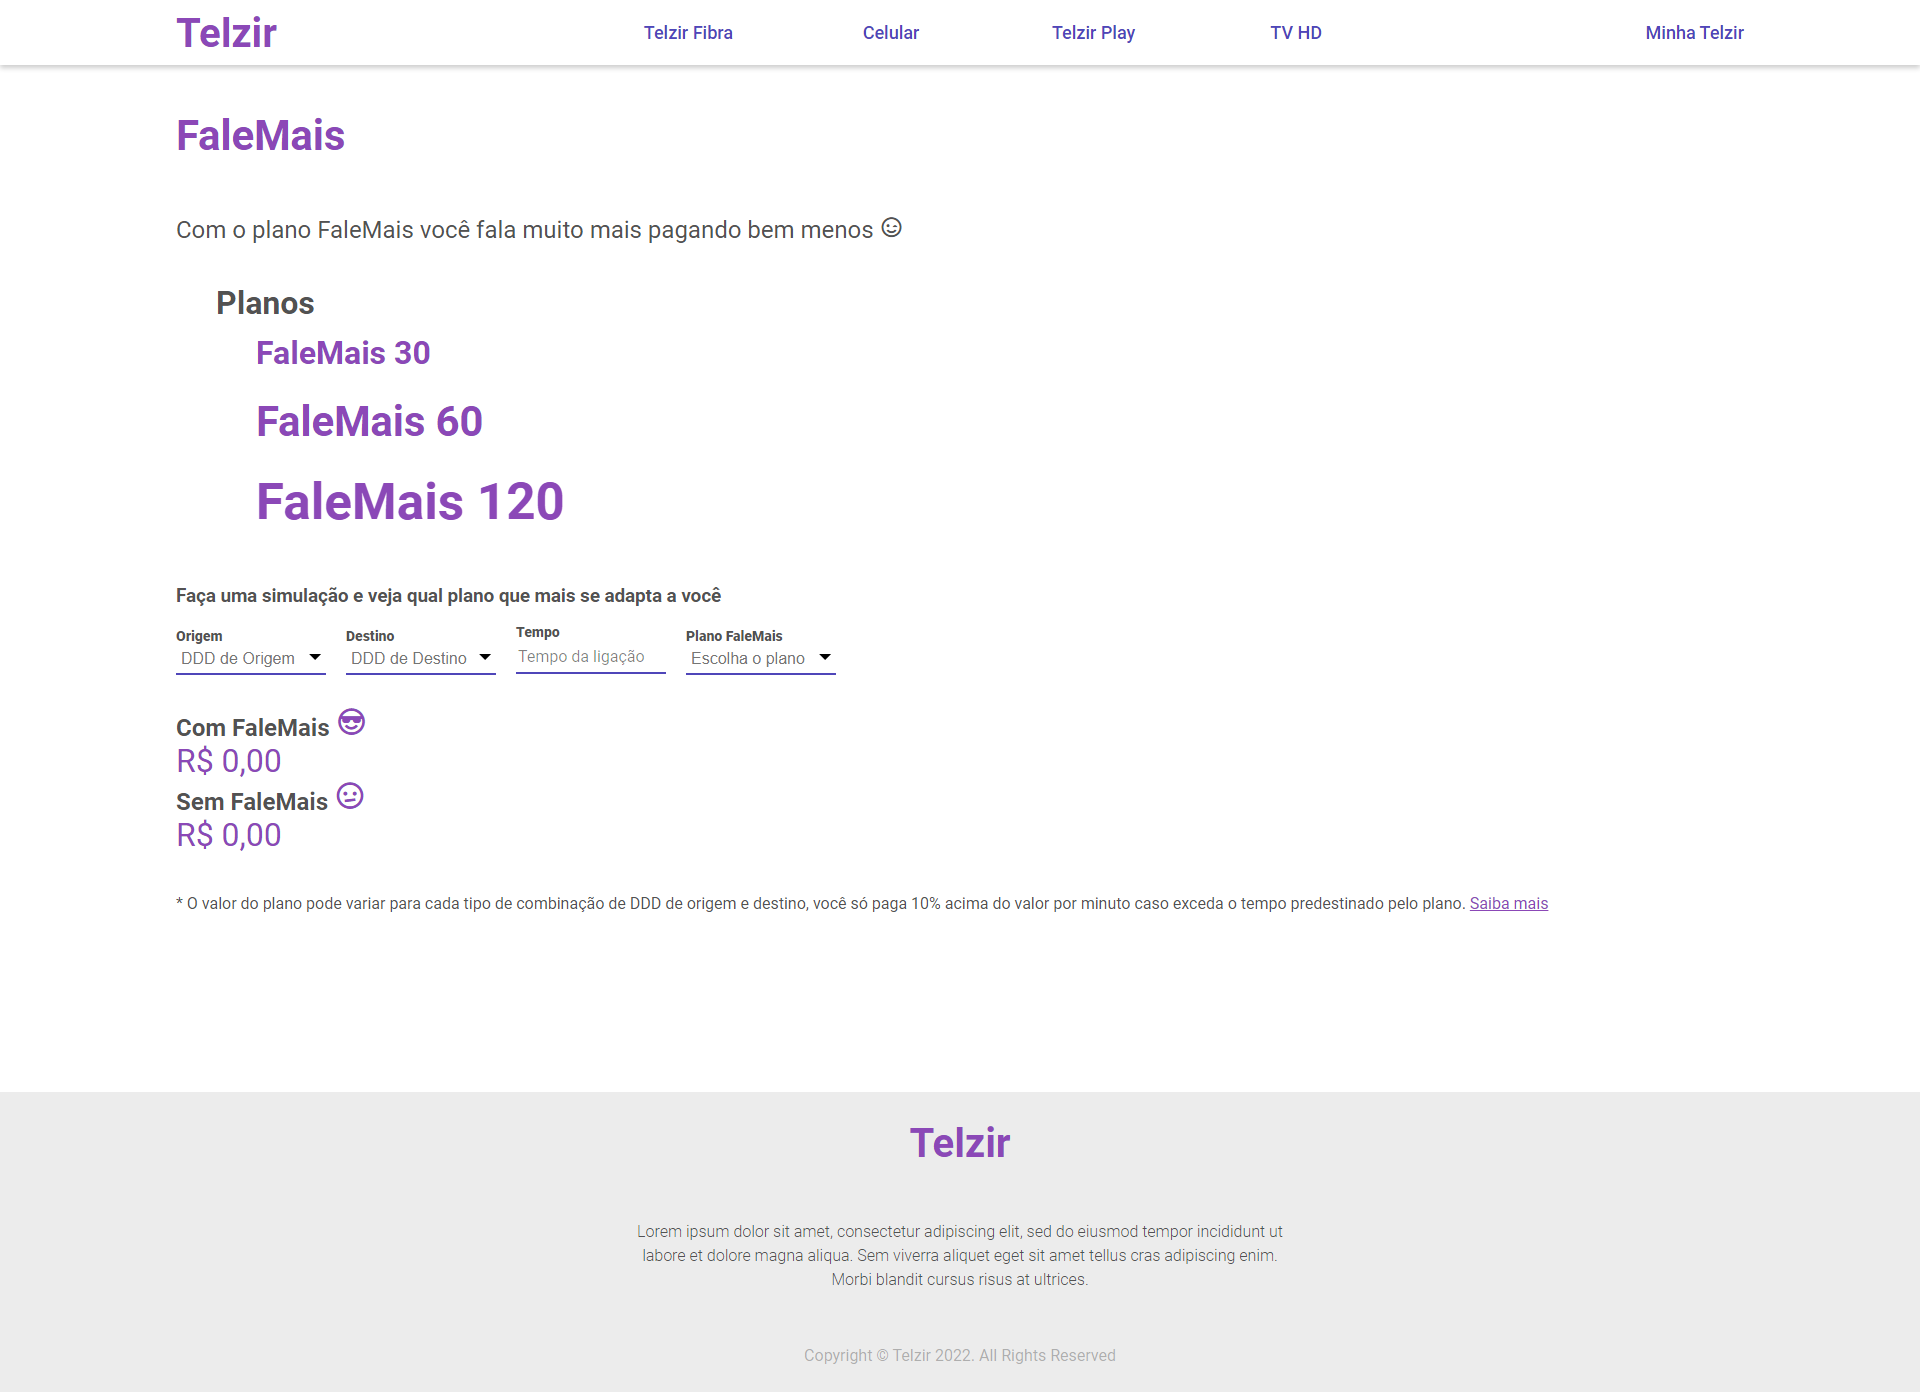 Telzir
Telzir Fibra
Celular
Telzir Play
TV HD
Minha Telzir
FaleMais
Com o plano FaleMais você fala muito mais pagando bem menos
Planos
FaleMais 30
FaleMais 60
FaleMais 120
Faça uma simulação e veja qual plano que mais se adapta a você
Origem
DDD de Origem
Destino
DDD de Destino
Tempo
Tempo da ligação
Plano FaleMais
Escolha o plano
Com FaleMais
R$ 0,00
Sem FaleMais
R$ 0,00
* O valor do plano pode variar para cada tipo de combinação de DDD de origem e destino, você só paga 10% acima do valor por minuto caso exceda o tempo predestinado pelo plano. Saiba mais
Telzir
Lorem ipsum dolor sit amet, consectetur adipiscing elit, sed do eiusmod tempor incididunt ut
labore et dolore magna aliqua. Sem viverra aliquet eget sit amet tellus cras adipiscing enim.
Morbi blandit cursus risus at ultrices.
Copyright © Telzir 2022. All Rights Reserved